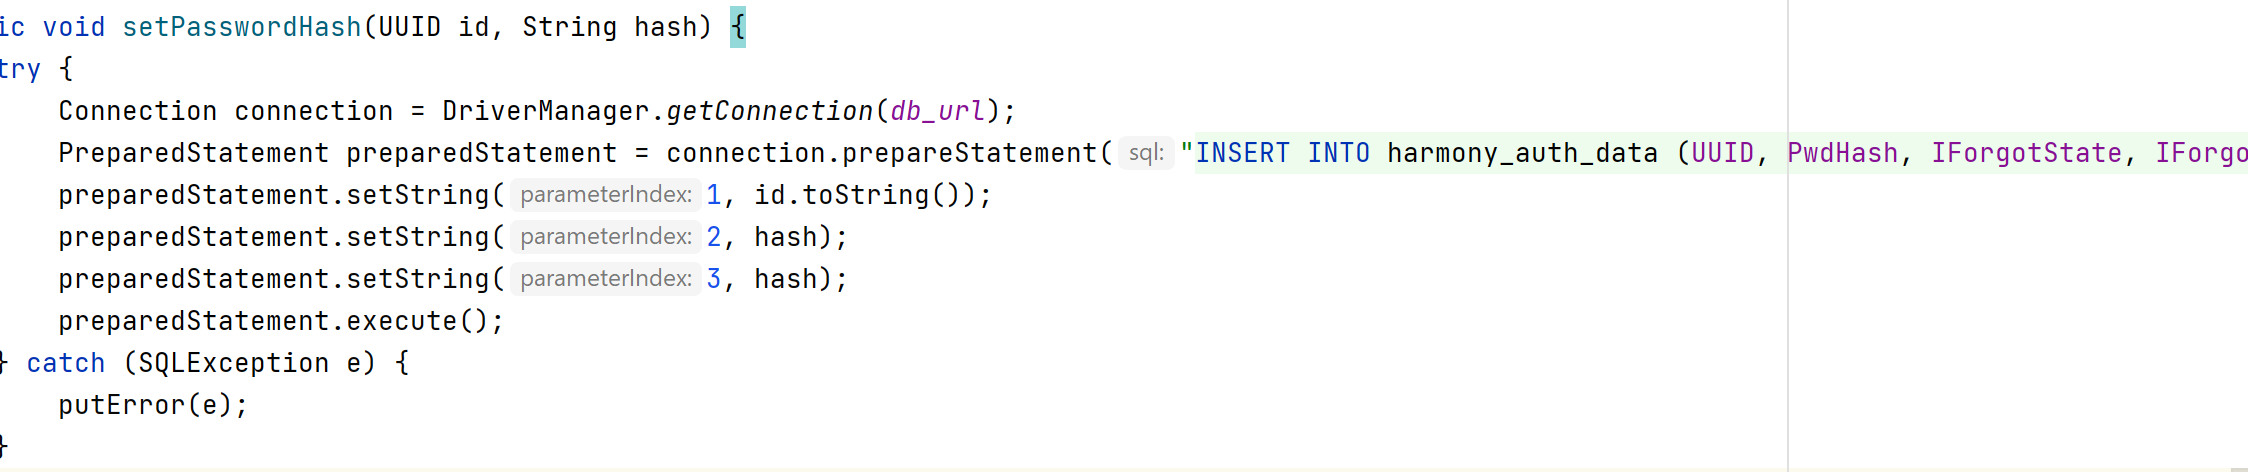 ic void setPasswordHash(UUID id, String hash) {
try {
Connection connection = DriverManager.getConnection(db_url);
PreparedStatement preparedStatement = connection.prepareStatement( sql: "INSERT INTO harmony_auth_data (UUID, PwdHash, IForgotState, IForgo
preparedStatement.setString( parameterIndex: 1, id.toString());
preparedStatement.setString( parameterIndex: 2, hash);
preparedStatement.setString( parameterIndex: 3, hash);
preparedStatement.execute();
} catch (SQLException e) {
putError(e);
}